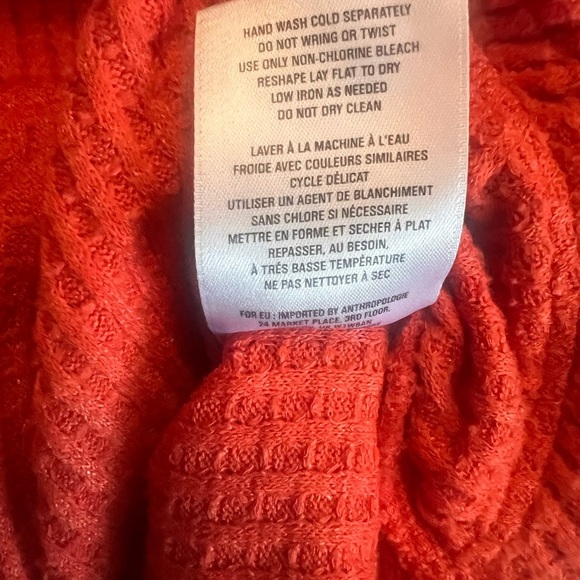 HAND WASH COLD SEPARATELY
DO NOT WRING OR TWIST
USE ONLY NON-CHLORINE BLEACH
RESHAPE LAY FLAT TO DRY
LOW IRON AS NEEDED
DO NOT DRY CLEAN
LAVER À LA MACHINE À L'EAU
FROIDE AVEC COULEURS SIMILAIRES
CYCLE DÉLICAT
UTILISER UN AGENT DE BLANCHIMENT
SANS CHLORE SI NÉCESSAIRE
METTRE EN FORME ET SECHER À PLAT
REPASSER, AU BESOIN,
À TRÉS BASSE TEMPÉRATURE
NE PAS NETTOYER À SEC
FOR EU : IMPORTED BY ANTHROPOLOGIE
24 MARKET PLACE, 3RD FLOOR,